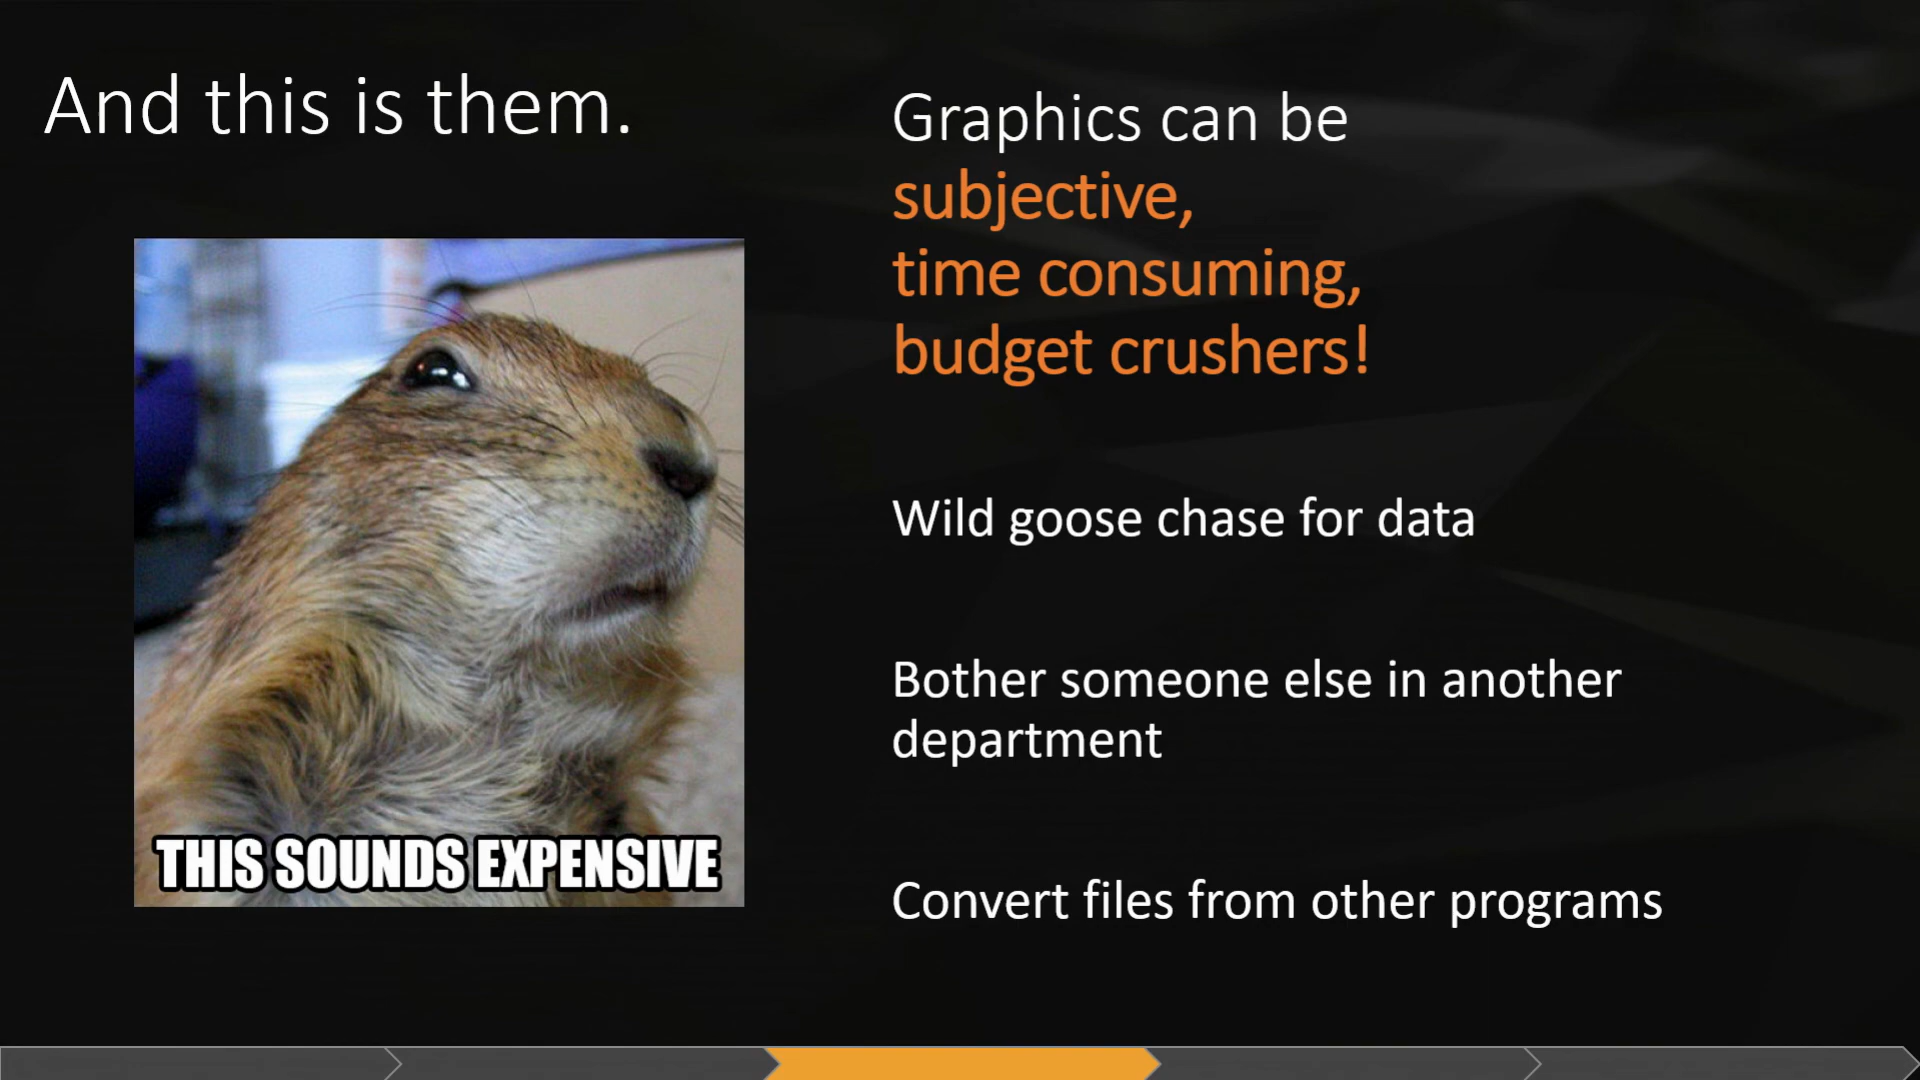 And this is them.
THIS SOUNDS EXPENSIVE
Graphics can be
subjective,
time consuming,
budget crushers!
Wild goose chase for data
Bother someone else in another
department
Convert files from other programs